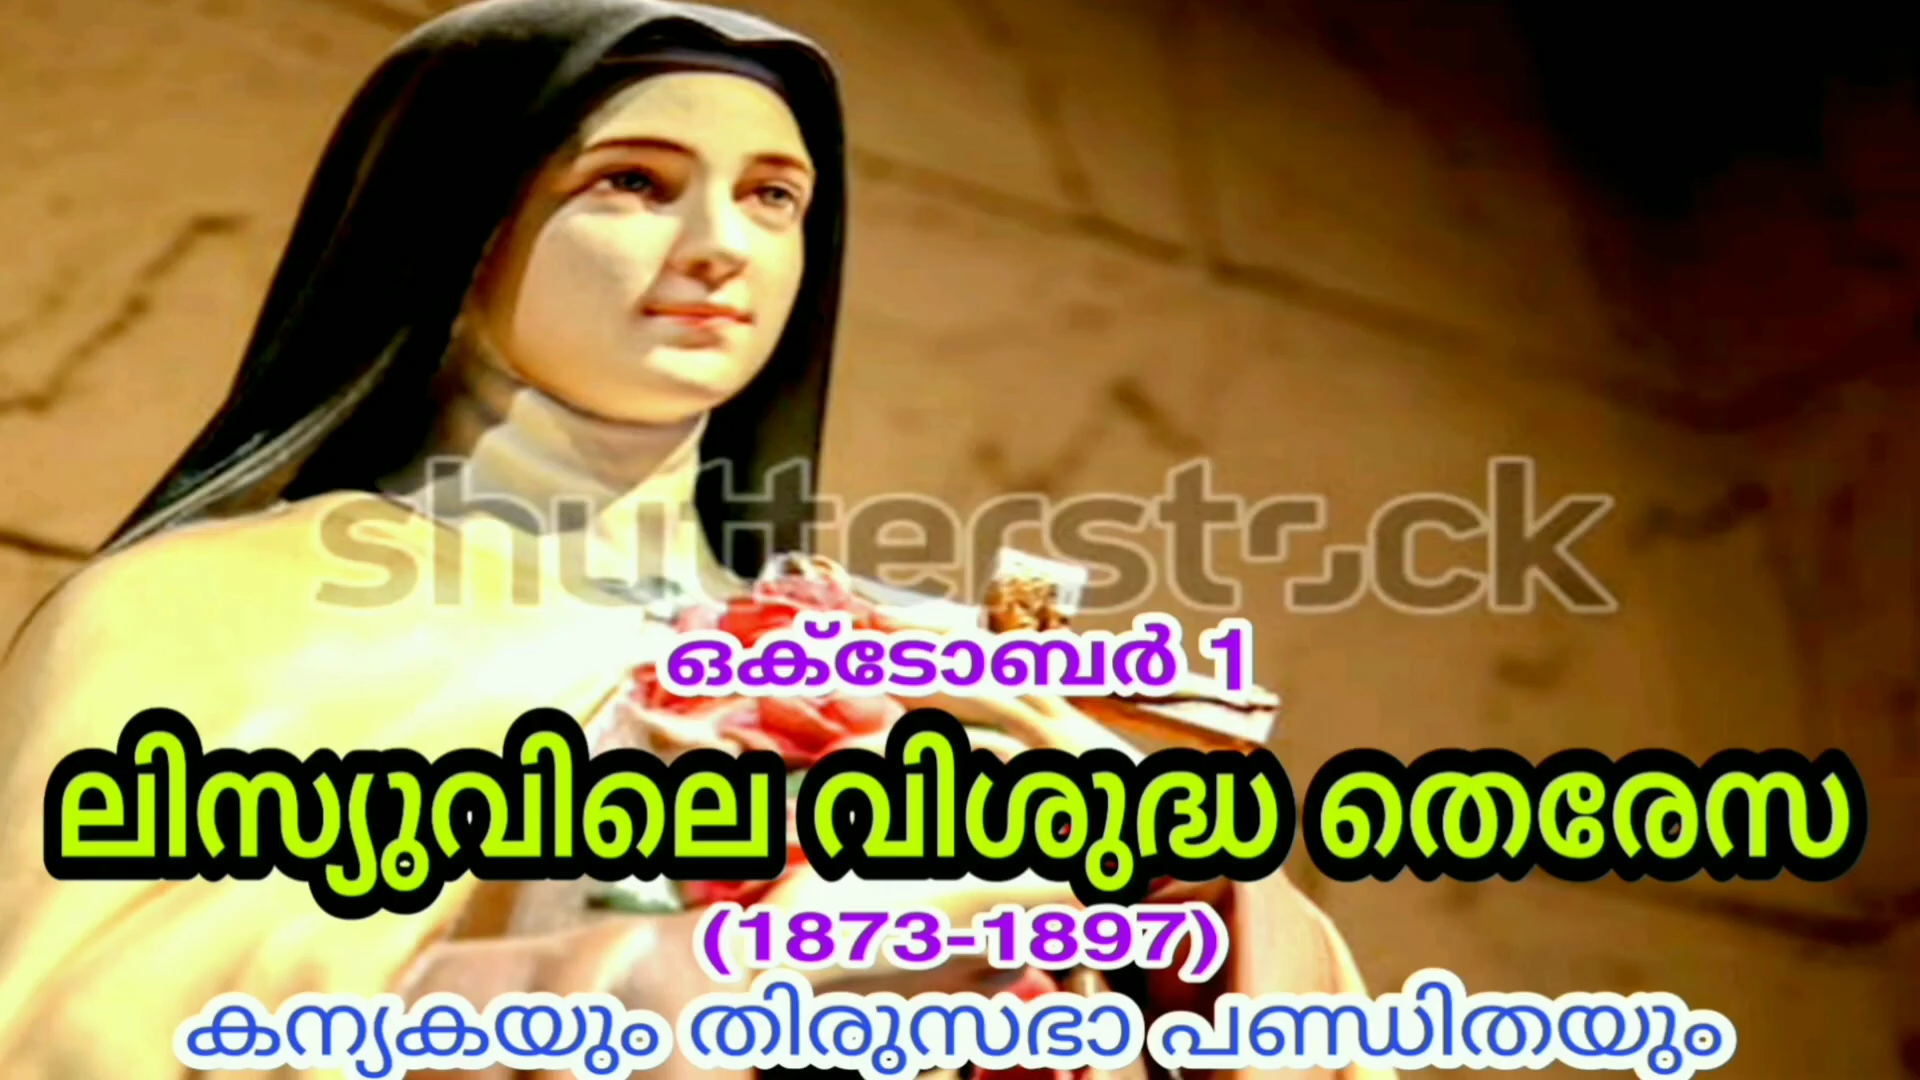 shutterstock
ഒക്ടോബർ 1
ലിസ്യുവിലെ വിശുദ്ധ തെരേസ
(1873-1897)
കന്യകയും തിരുസഭാ പണ്ഡിതയും